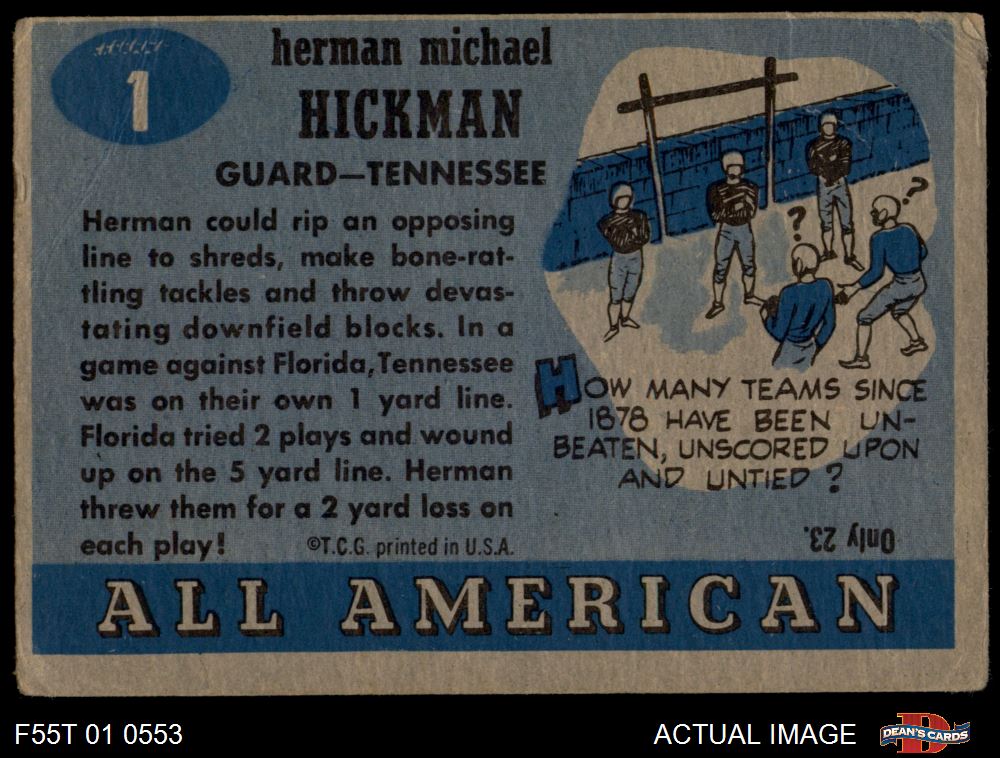 1
herman michael
HICKMAN
GUARD—TENNESSEE
Herman could rip an opposing
line to shreds, make bone-rat-
tling tackles and throw devas-
tating downfield blocks. In a
game against Florida, Tennessee
was on their own 1 yard line.
Florida tried 2 plays and wound
up on the 5 yard line. Herman
threw them for a 2 yard loss on
each play!
©T.C.G. printed in U.S.A.
? ?
HOW MANY TEAMS SINCE
1878 HAVE BEEN UN-
BEATEN, UNSCORED UPON
AND UNTIED ?
Only 23.
ALL AMERICAN
F55T 01 0553
ACTUAL IMAGE
D
DEAN'S CARDS